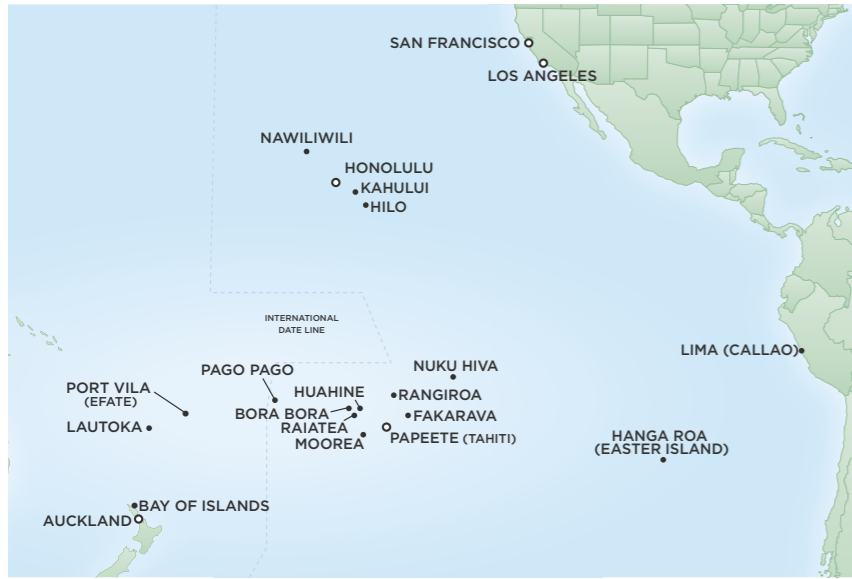 SAN FRANCISCO
LOS ANGELES
NAWILIWILI
HONOLULU
KAHULUI
HILO
INTERNATIONAL
DATE LINE
LIMA (CALLAO)
NUKU HIVA
PAGO PAGO
PORT VILA
(EFATE)
HUAHINE
RANGIROA
BORA BORA
FAKARAVA
LAUTOKA
RAIATEA
MOOREA
PAPEETE (TAHITI)
HANGA ROA
(EASTER ISLAND)
BAY OF ISLANDS
AUCKLAND